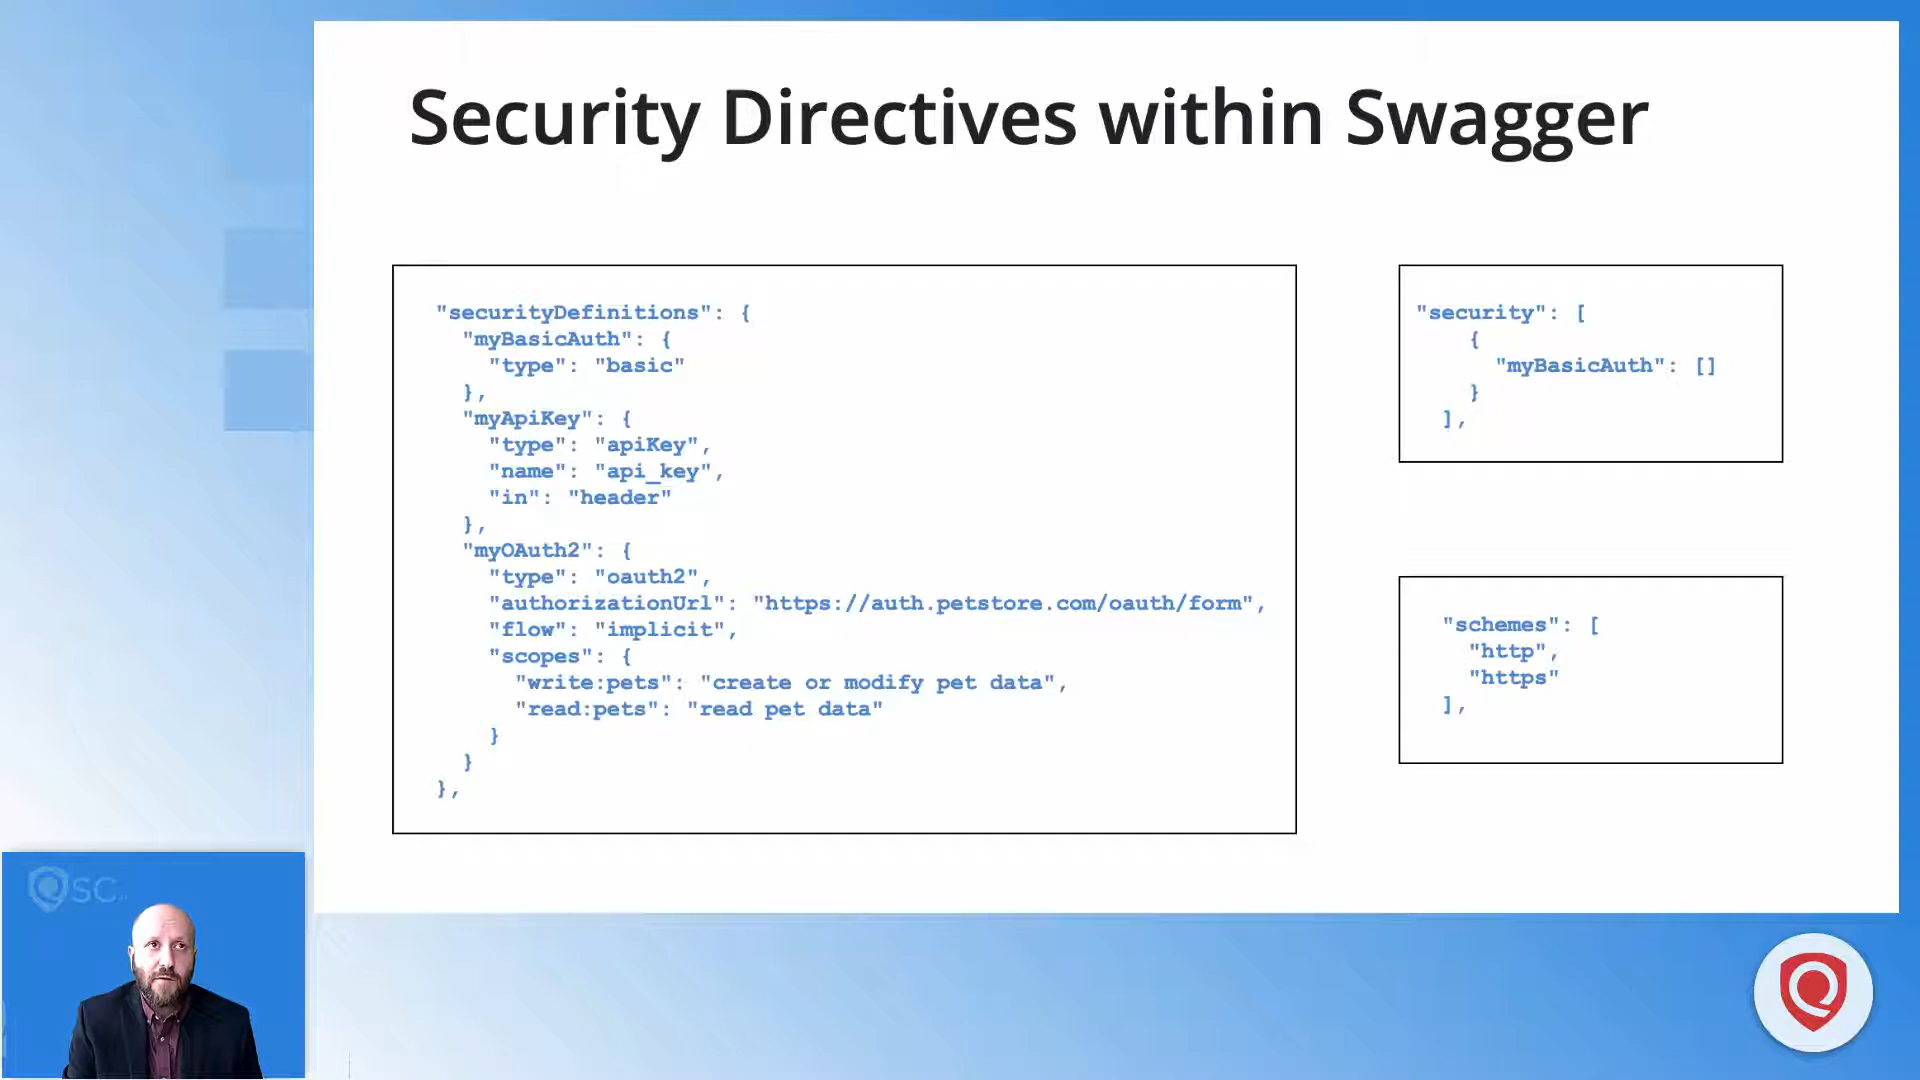 Security Directives within Swagger
"securityDefinitions": {
"myBasicAuth": {
"type": "basic"
},
"myApiKey": {
"type": "apiKey",
"name": "api_key",
"in": "header"
},
"myOAuth2": {
"type": "oauth2",
"authorizationUrl": "https://auth.petstore.com/oauth/form",
"flow": "implicit",
"scopes": {
"write:pets": "create or modify pet data",
"read:pets": "read pet data"
}
}
},
"security": [
{
"myBasicAuth": []
}
],
"schemes": [
"http",
"https"
],
QSC